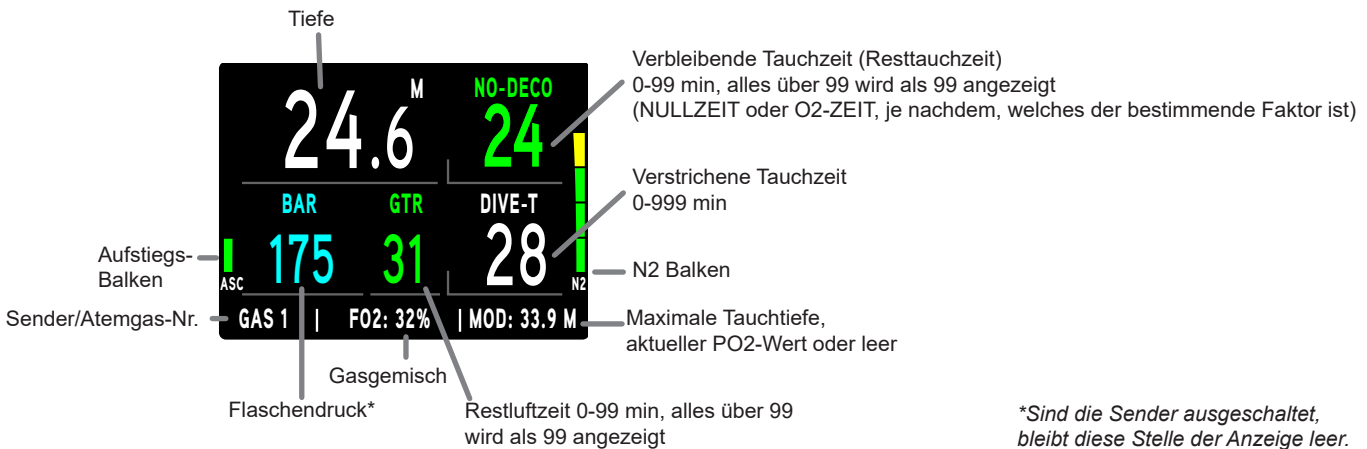 Tiefe
24.6 M
NO-DECO
24
BAR
175
GTR
31
DIVE-T
28
ASC
N2
GAS 1 | FO2: 32% | MOD: 33.9 M
Verbleibende Tauchzeit (Resttauchzeit)
0-99 min, alles über 99 wird als 99 angezeigt
(NULLZEIT oder O2-ZEIT, je nachdem, welches der bestimmende Faktor ist)
Verstrichene Tauchzeit
0-999 min
N2 Balken
Maximale Tauchtiefe,
aktueller PO2-Wert oder leer
Aufstiegs-
Balken
Sender/Atemgas-Nr.
Gasgemisch
Flaschendruck*
Restluftzeit 0-99 min, alles über 99
wird als 99 angezeigt
*Sind die Sender ausgeschaltet,
bleibt diese Stelle der Anzeige leer.